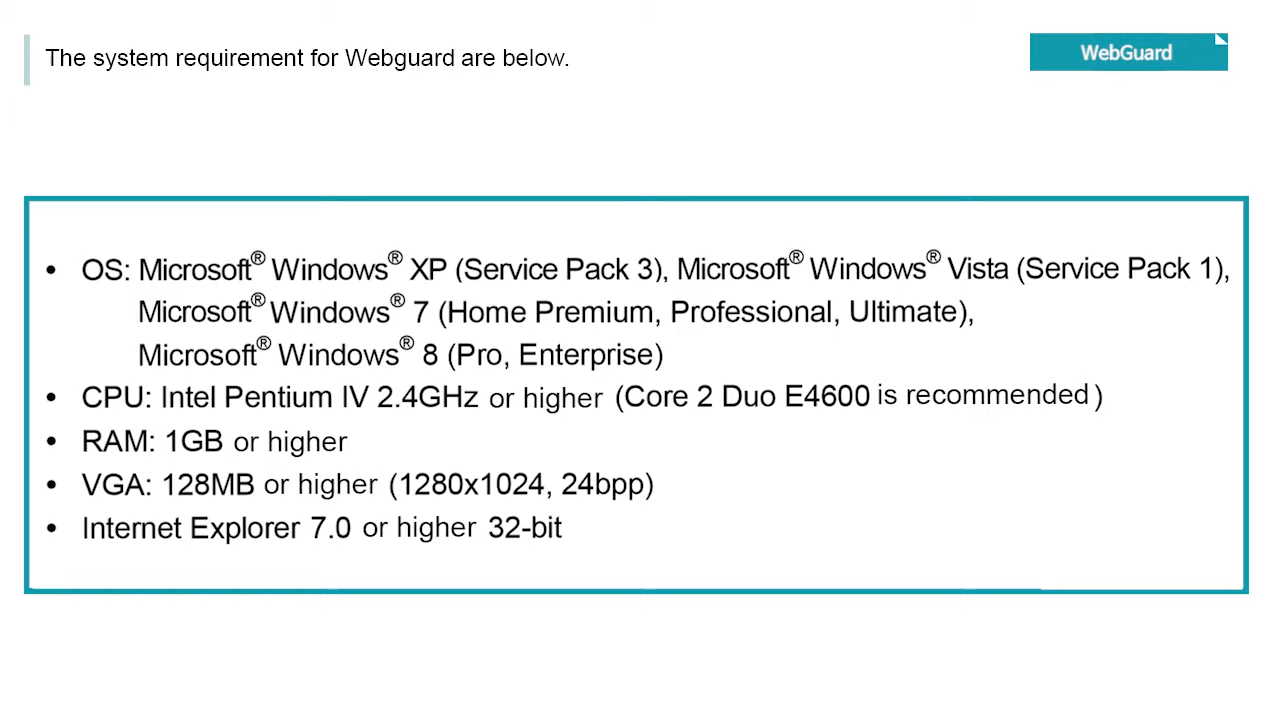 The system requirement for Webguard are below.
WebGuard
• OS: Microsoft® Windows® XP (Service Pack 3), Microsoft® Windows® Vista (Service Pack 1),
Microsoft® Windows® 7 (Home Premium, Professional, Ultimate),
Microsoft® Windows® 8 (Pro, Enterprise)
• CPU: Intel Pentium IV 2.4GHz or higher (Core 2 Duo E4600 is recommended)
• RAM: 1GB or higher
• VGA: 128MB or higher (1280x1024, 24bpp)
• Internet Explorer 7.0 or higher 32-bit